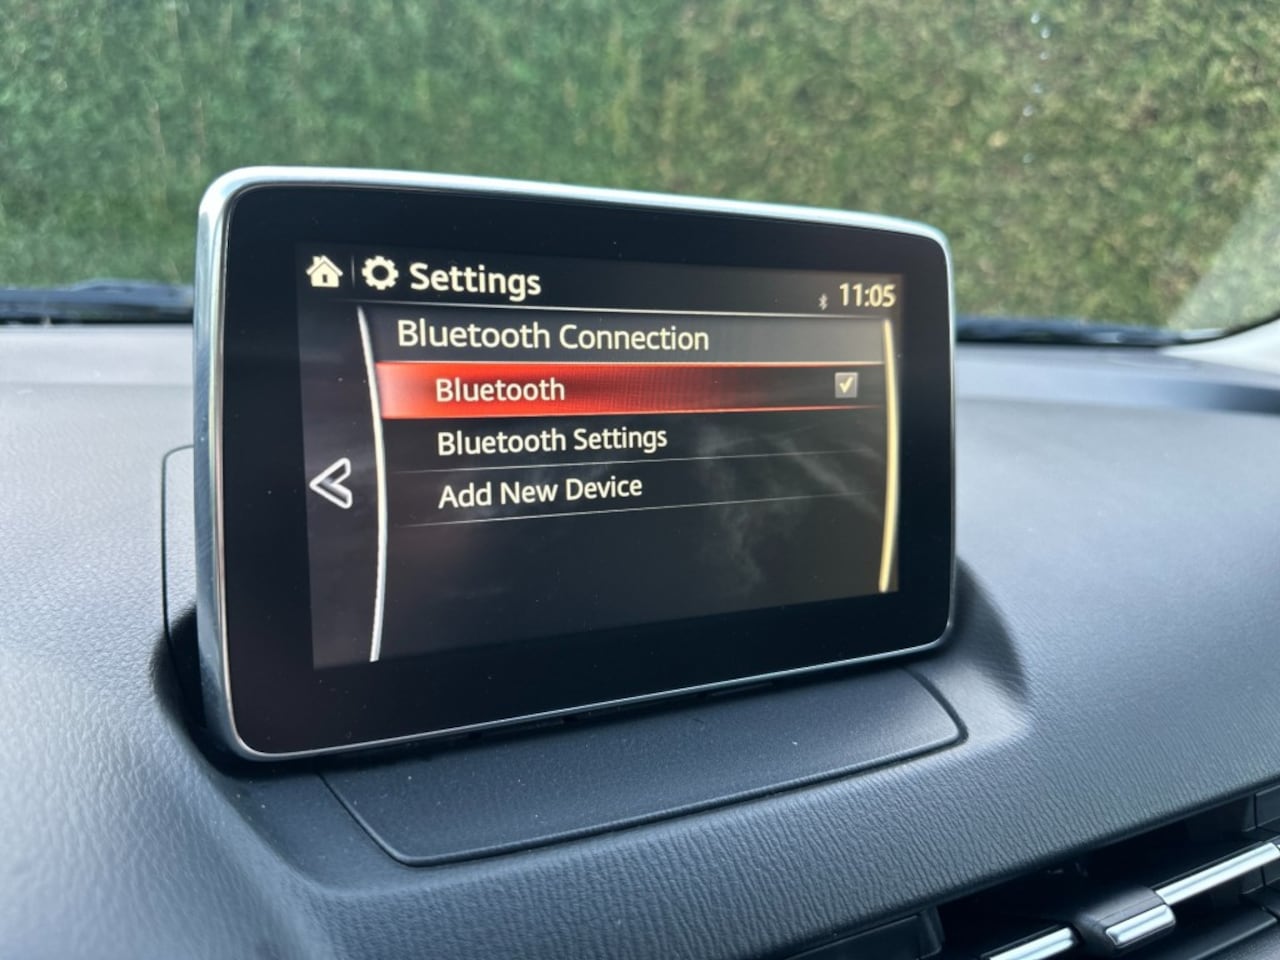 Settings
11:05
Bluetooth Connection
Bluetooth
Bluetooth Settings
Add New Device